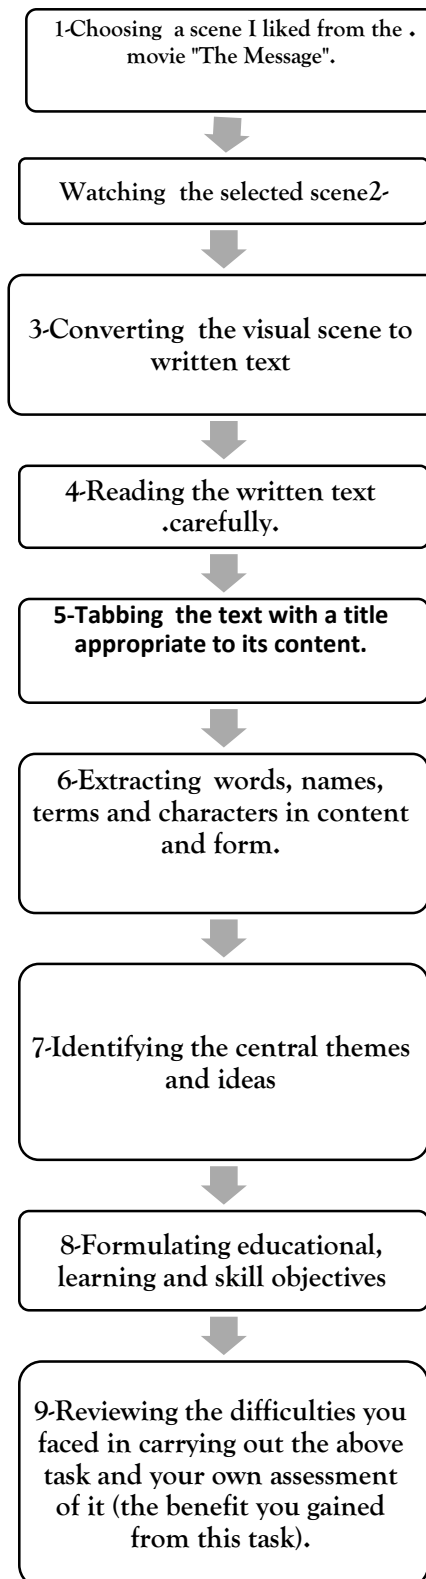 1-Choosing a scene I liked from the .
movie "The Message".
Watching the selected scene2-
3-Converting the visual scene to
written text
4-Reading the written text
.carefully.
5-Tabbing the text with a title
appropriate to its content.
6-Extracting words, names,
terms and characters in content
and form.
7-Identifying the central themes
and ideas
8-Formulating educational,
learning and skill objectives
9-Reviewing the difficulties you
faced in carrying out the above
task and your own assessment
of it (the benefit you gained
from this task).